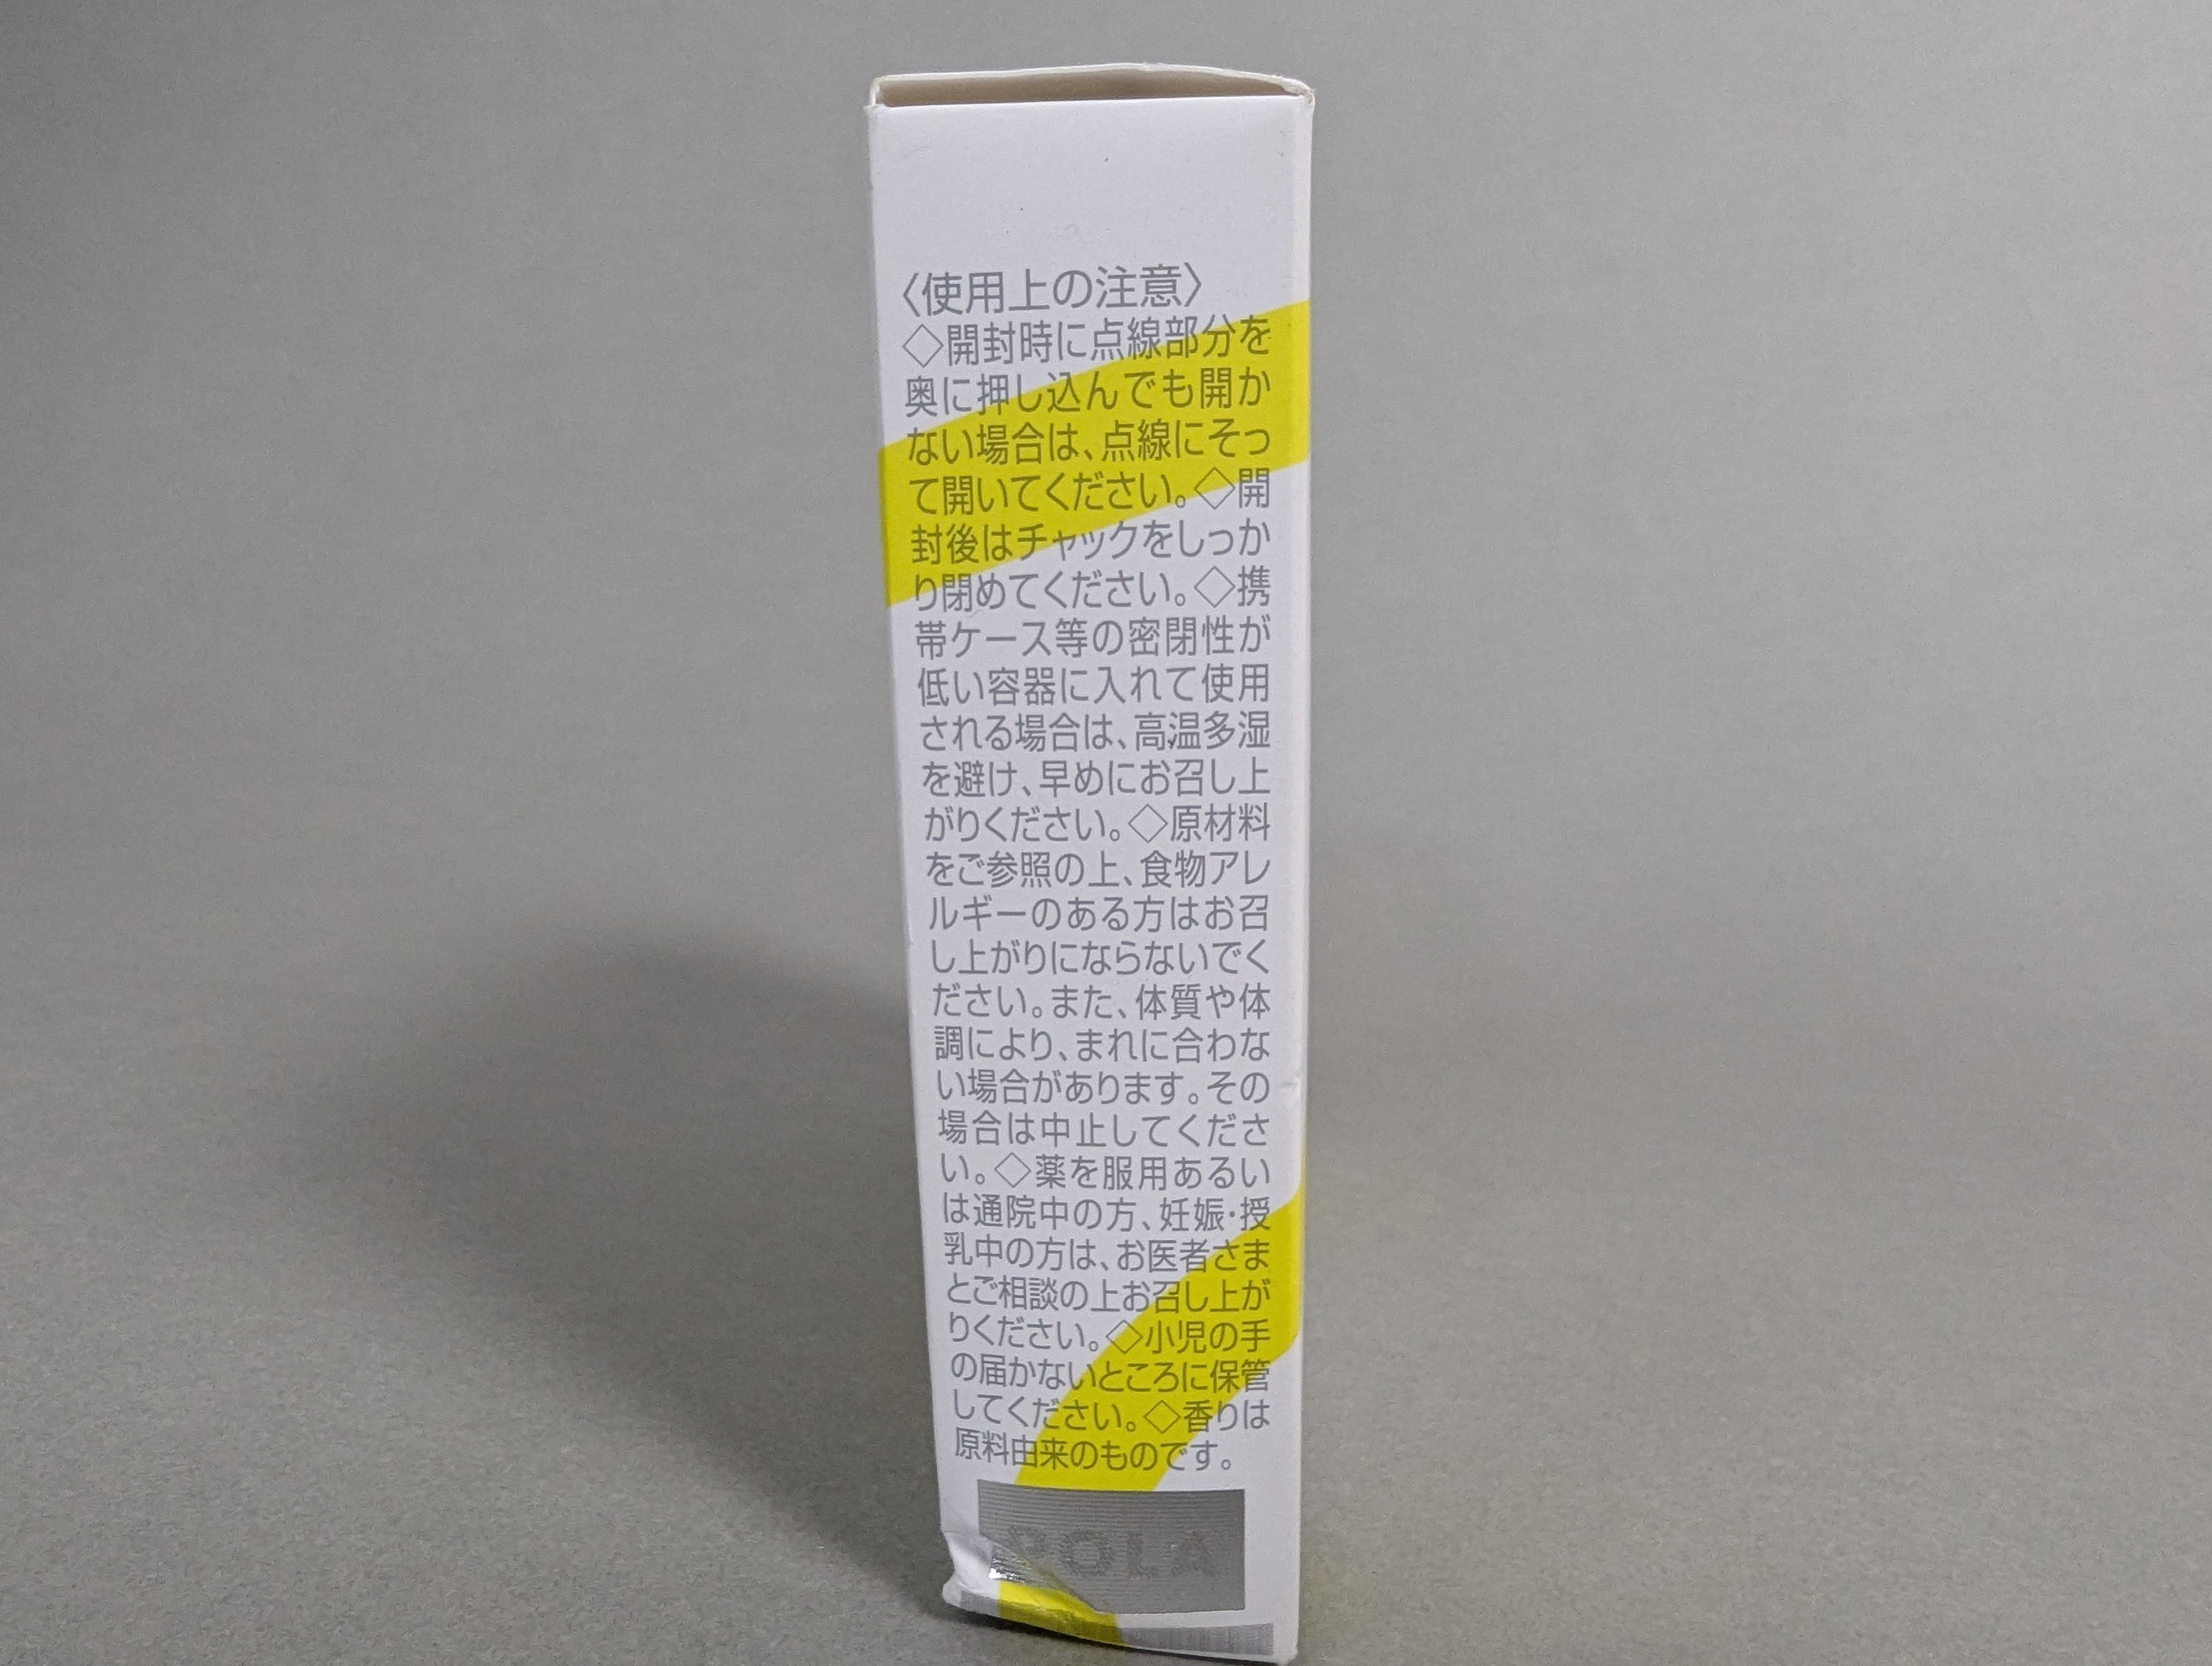 〈使用上の注意〉
◇開封時に点線部分を
奥に押し込んでも開か
ない場合は、点線にそっ
て開いてください。◇開
封後はチャックをしっか
り閉めてください。◇携
帯ケース等の密閉性が
低い容器に入れて使用
される場合は、高温多湿
を避け、早めにお召し上
がりください。◇原材料
をご参照の上、食物アレ
ルギーのある方はお召
し上がりにならないでく
ださい。また、体質や体
調により、まれに合わな
い場合があります。その
場合は中止してくださ
い。◇薬を服用あるい
は通院中の方、妊娠・授
乳中の方は、お医者さま
とご相談の上お召し上が
りください。◇小児の手
の届かないところに保管
してください。◇香りは
原料由来のものです。
POLA